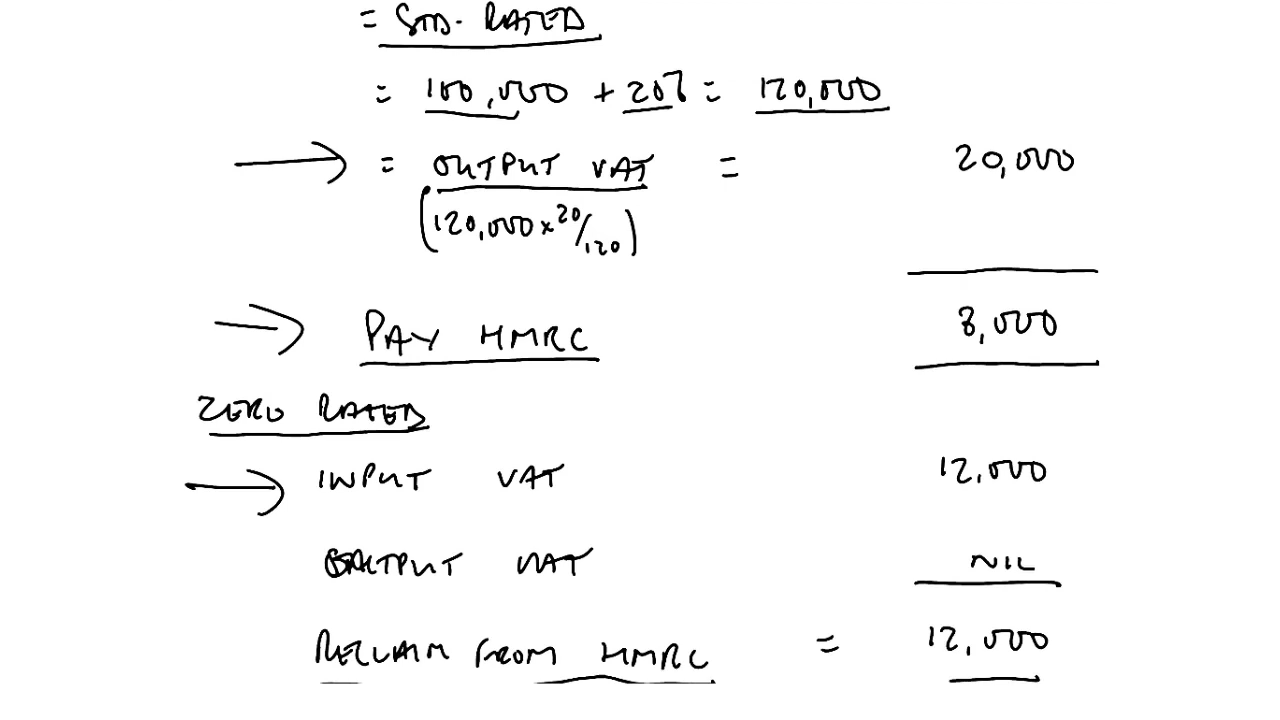 = STD. RATED
= 100,000 + 20% = 120,000
= OUTPUT VAT = 20,000
(120,000 × 20/120)
PAY HMRC 8,000
ZERO RATED
INPUT VAT 12,000
OUTPUT VAT NIL
RECLAIM FROM HMRC = 12,000